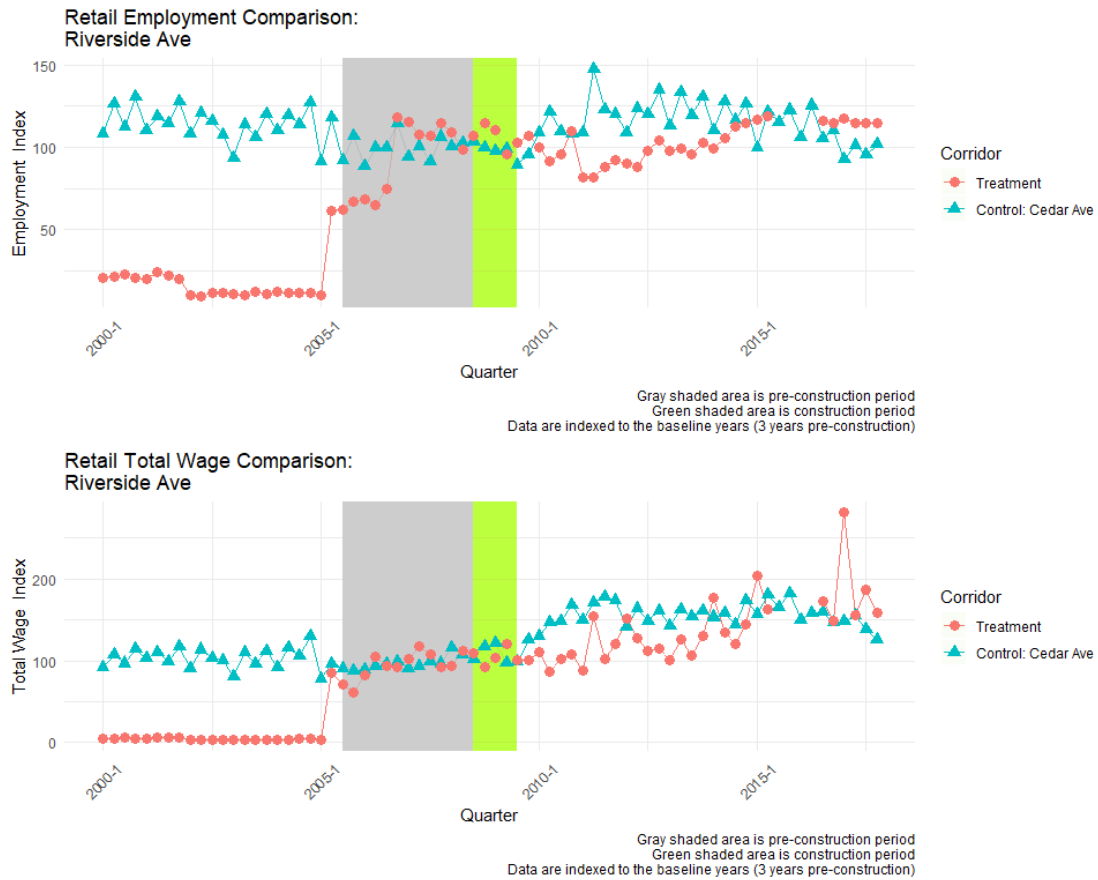 Retail Employment Comparison:
Riverside Ave
150
100
50
Employment Index
2000-1
2005-1
2010-1
2015-1
Quarter
Corridor
Treatment
Control: Cedar Ave
Gray shaded area is pre-construction period
Green shaded area is construction period
Data are indexed to the baseline years (3 years pre-construction)
Retail Total Wage Comparison:
Riverside Ave
200
100
0
Total Wage Index
2000-1
2005-1
2010-1
2015-1
Quarter
Corridor
Treatment
Control: Cedar Ave
Gray shaded area is pre-construction period
Green shaded area is construction period
Data are indexed to the baseline years (3 years pre-construction)